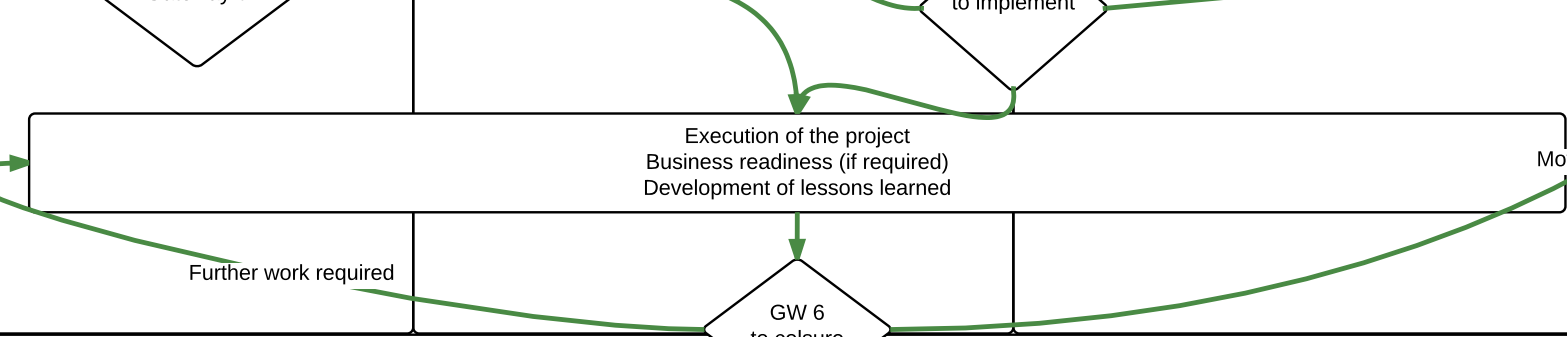 to implement
Execution of the project
Business readiness (if required)
Development of lessons learned
Mo
Further work required
GW 6
to colsure